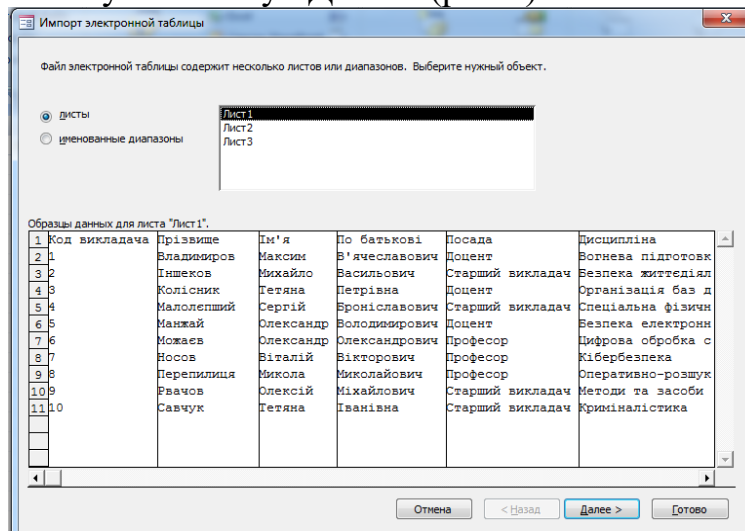 Импорт электронной таблицы
Файл электронной таблицы содержит несколько листов или диапазонов. Выберите нужный объект.
листы
именованные диапазоны
Лист1
Лист2
Лист3
Образцы данных для листа "Лист1".
1 Код викладача Прізвище Ім'я По батькові Посада Дисципліна
2 1 Владимиров Максим В'ячеславович Доцент Вогнева підготовк
3 2 Іншеков Михайло Васильович Старший викладач Безпека життєдіял
4 3 Колісник Тетяна Петрівна Доцент Організація баз д
5 4 Малолєпший Сергій Броніславович Старший викладач Спеціальна фізичн
6 5 Манжай Олександр Володимирович Доцент Безпека електронн
7 6 Можаєв Олександр Олександрович Професор Цифрова обробка с
8 7 Носов Віталій Вікторович Професор Кібербезпека
9 8 Перепилиця Микола Миколайович Професор Оперативно-розшук
10 9 Рвачов Олексій Міхайлович Старший викладач Методи та засоби
11 10 Савчук Тетяна Іванівна Старший викладач Криміналістика
Отмена < Назад Далее > Готово